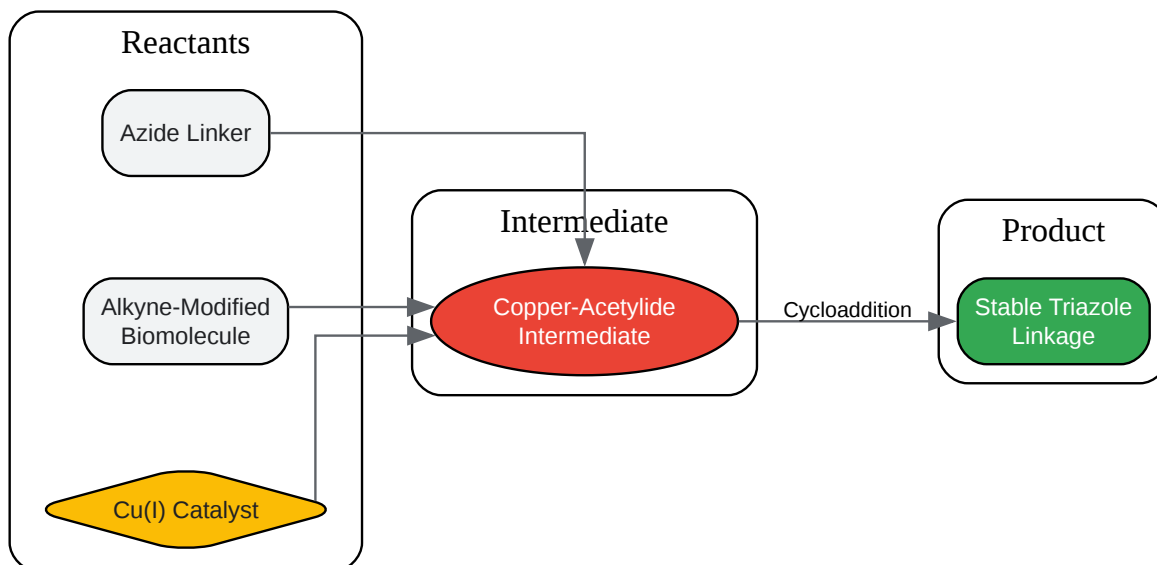 Reactants
Azide Linker
Alkyne-Modified
Biomolecule
Cu(I) Catalyst
Intermediate
Copper-Acetylide
Intermediate
Cycloaddition
Product
Stable Triazole
Linkage